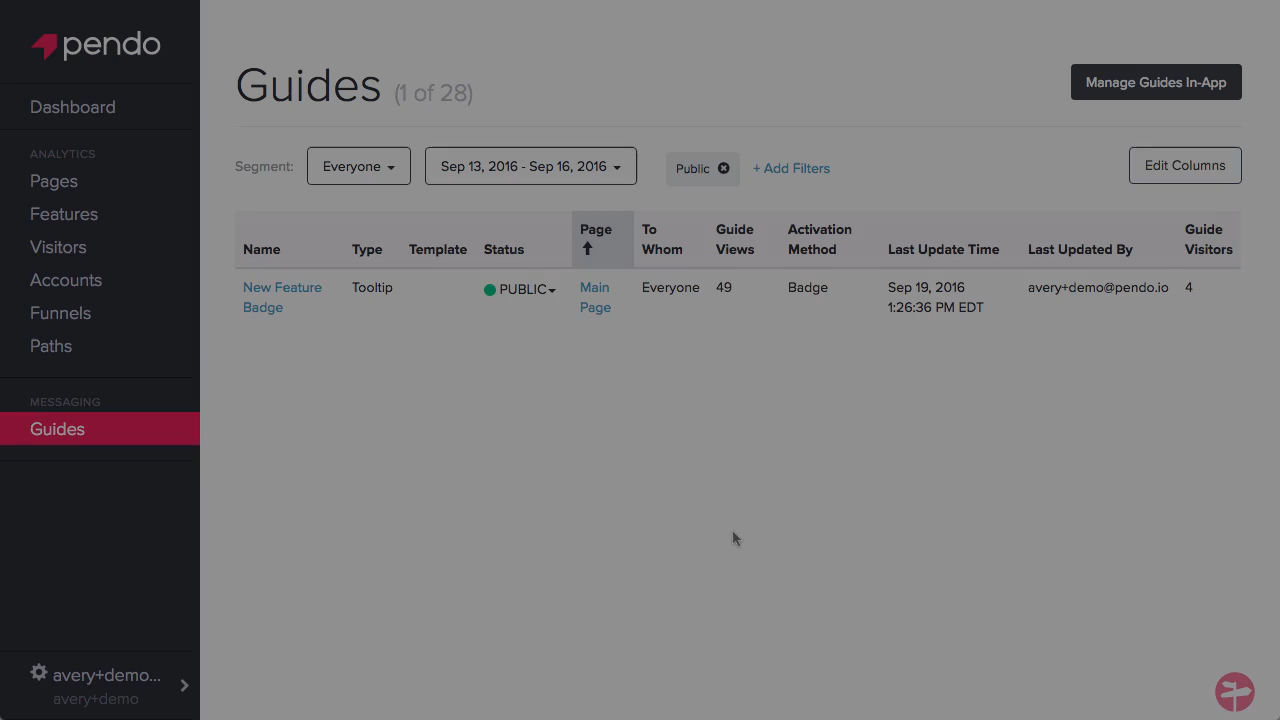 pendo
Dashboard
ANALYTICS
Pages
Features
Visitors
Accounts
Funnels
Paths
MESSAGING
Guides
avery+demo...
avery+demo
Guides (1 of 28)
Manage Guides In-App
Segment: Everyone Sep 13, 2016 - Sep 16, 2016 Public + Add Filters Edit Columns
Name Type Template Status Page To Whom Guide Views Activation Method Last Update Time Last Updated By Guide Visitors
New Feature Tooltip PUBLIC Main Everyone 49 Badge Sep 19, 2016 avery+demo@pendo.io 4
Badge Page 1:26:36 PM EDT